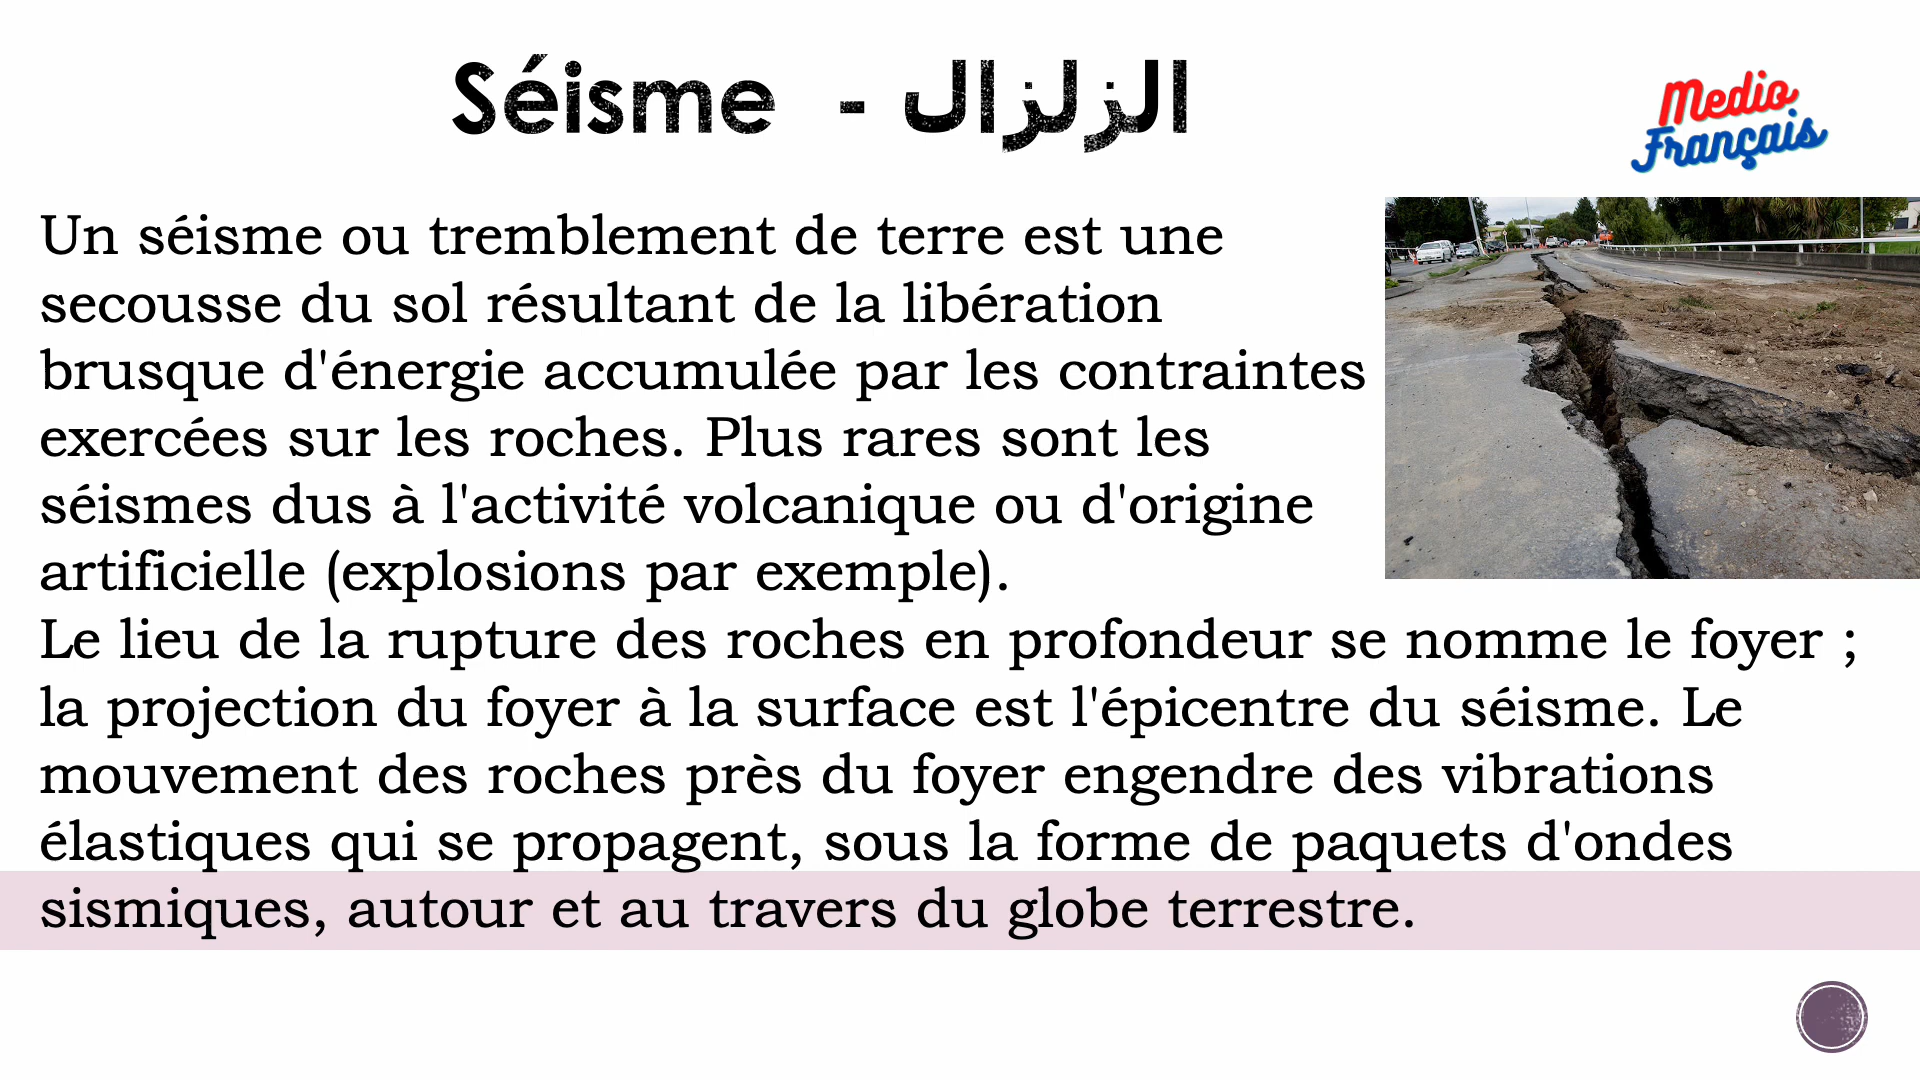 Séisme - الزلزال
Medio
Français
Un séisme ou tremblement de terre est une
secousse du sol résultant de la libération
brusque d'énergie accumulée par les contraintes
exercées sur les roches. Plus rares sont les
séismes dus à l'activité volcanique ou d'origine
artificielle (explosions par exemple).
Le lieu de la rupture des roches en profondeur se nomme le foyer ;
la projection du foyer à la surface est l'épicentre du séisme. Le
mouvement des roches près du foyer engendre des vibrations
élastiques qui se propagent, sous la forme de paquets d'ondes
sismiques, autour et au travers du globe terrestre.